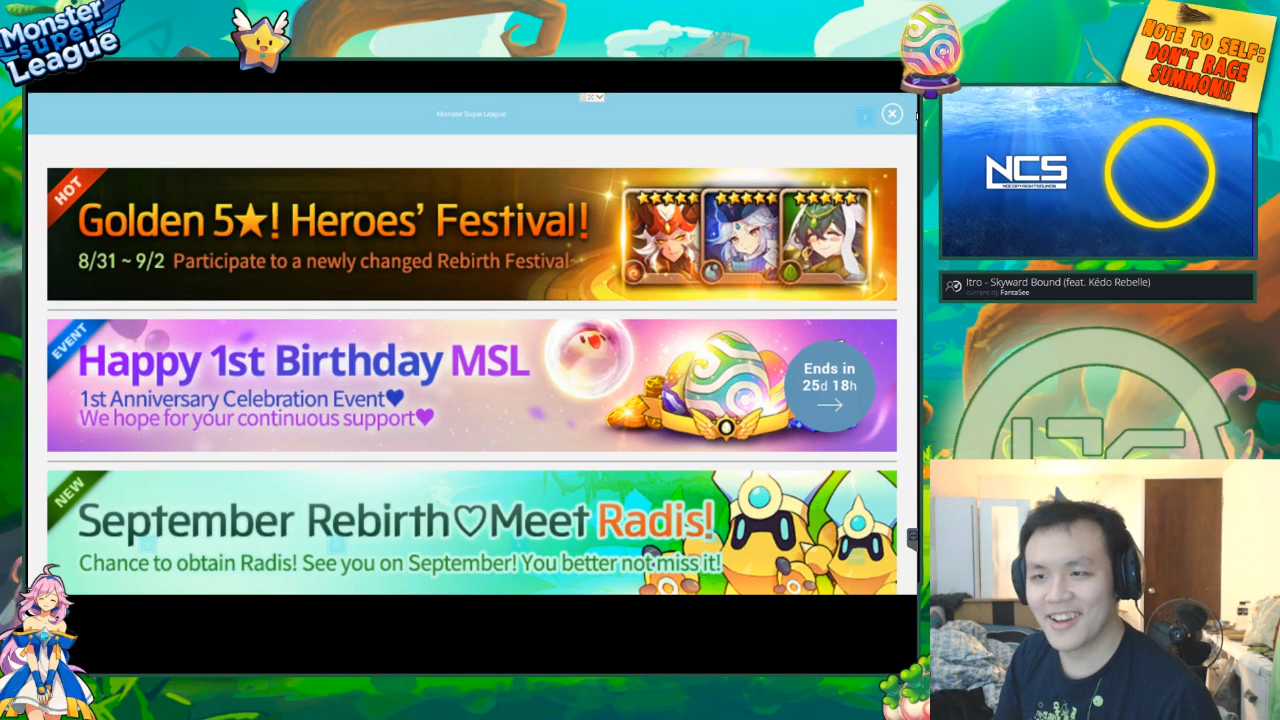 Monster
super
League
NOTE TO SELF:
DON'T RAGE
SUMMON!!
Monster Super League
HOT
Golden 5★! Heroes' Festival!
8/31 ~ 9/2 Participate to a newly changed Rebirth Festival~
EVENT
Happy 1st Birthday MSL
1st Anniversary Celebration Event♥
We hope for your continuous support♥
Ends in
25d 18h
NEW
September Rebirth♡Meet Radis!
Chance to obtain Radis! See you on September! You better not miss it!
NCS
NOCOPYRIGHTSOUNDS
Itro - Skyward Bound (feat. Kédo Rebelle)
current dj FantaSee